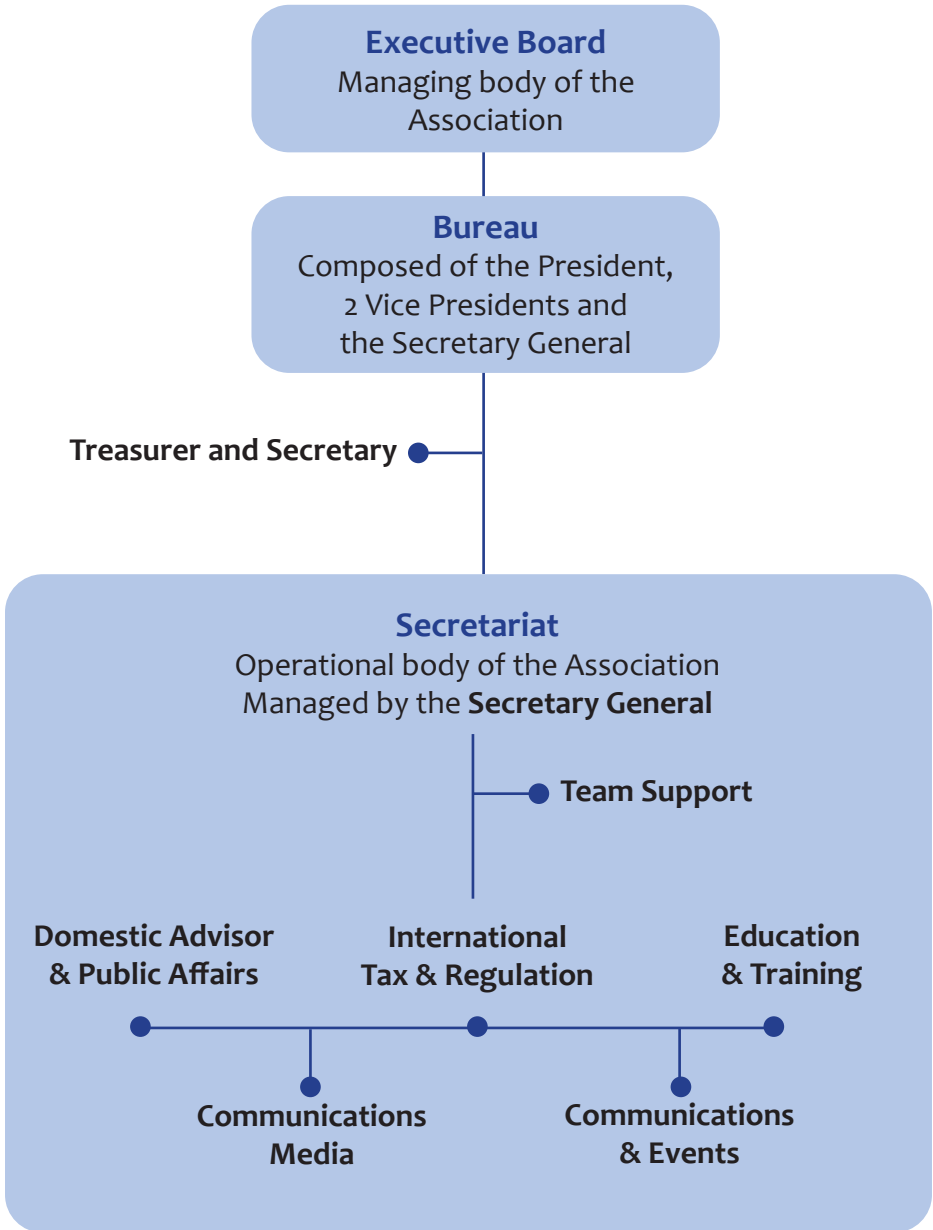 Executive Board
Managing body of the
Association
Bureau
Composed of the President,
2 Vice Presidents and
the Secretary General
Treasurer and Secretary
Secretariat
Operational body of the Association
Managed by the Secretary General
Team Support
Domestic Advisor
& Public Affairs
International
Tax & Regulation
Education
& Training
Communications
Media
Communications
& Events